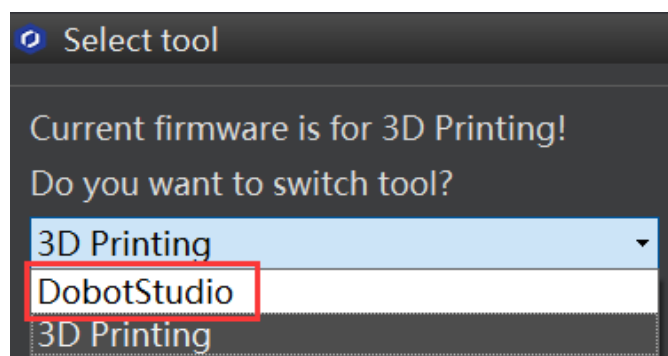 Select tool
Current firmware is for 3D Printing!
Do you want to switch tool?
3D Printing
DobotStudio
3D Printing